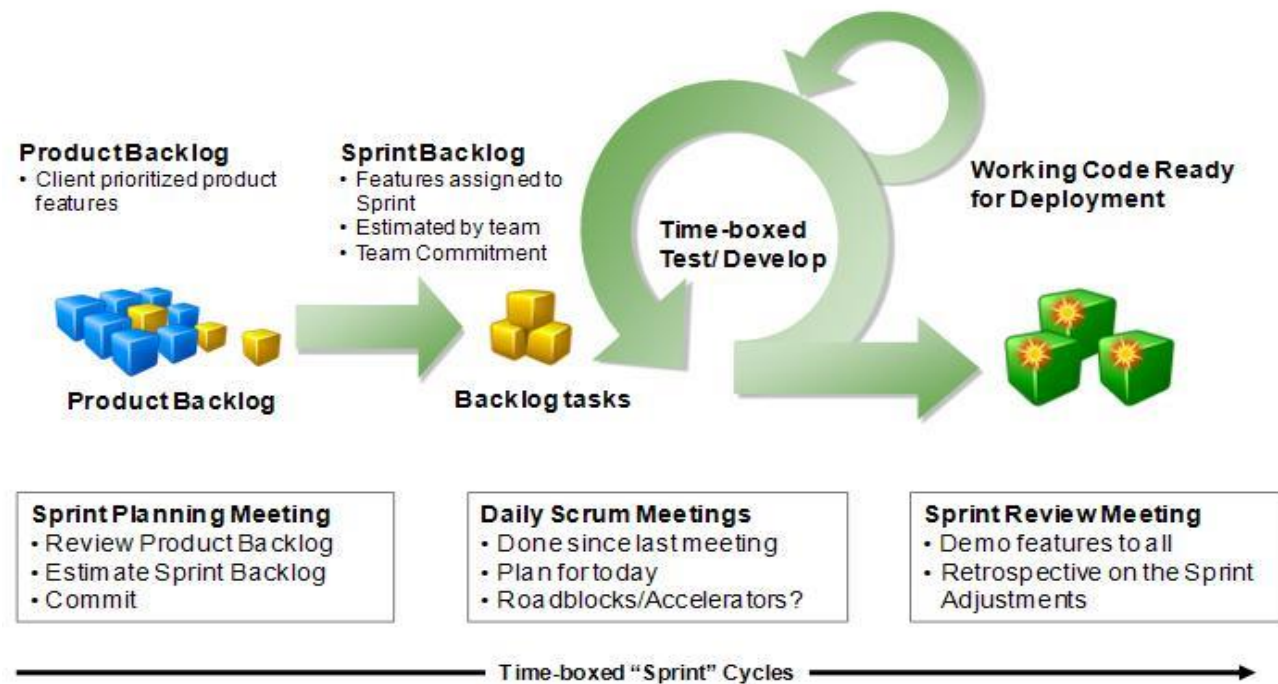 Product Backlog
• Client prioritized product
features
Sprint Backlog
• Features assigned to
Sprint
• Estimated by team
• Team Commitment
Time-boxed
Test/ Develop
Working Code Ready
for Deployment
Product Backlog
Backlog tasks
Sprint Planning Meeting
• Review Product Backlog
• Estimate Sprint Backlog
• Commit
Daily Scrum Meetings
• Done since last meeting
• Plan for today
• Roadblocks/Accelerators?
Sprint Review Meeting
• Demo features to all
• Retrospective on the Sprint
Adjustments
Time-boxed “Sprint” Cycles